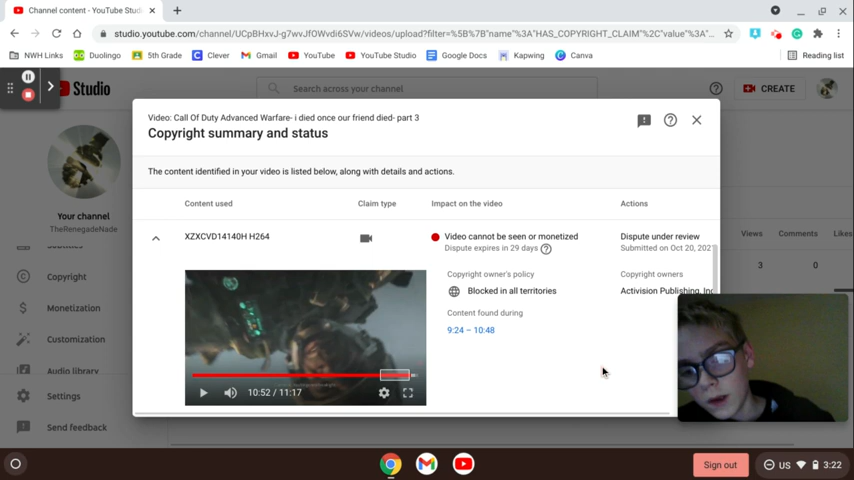 Channel content - YouTube Stud
studio.youtube.com/channel/UCpBHxvJ-g7wvJfOWvdi6SVw/videos/upload?filter=%5B%7B"name"%3A"HAS_COPYRIGHT_CLAIM"%2C"value"%3A"...
NWH Links Duolingo 5th Grade Clever Gmail YouTube YouTube Studio Google Docs Kapwing Canva Reading list
Studio Search across your channel CREATE
Video: Call Of Duty Advanced Warfare- i died once our friend died- part 3
Copyright summary and status
The content identified in your video is listed below, along with details and actions.
Content used Claim type Impact on the video Actions
Your channel
TheRenegadeNade
XZXCVD14140H H264 Video cannot be seen or monetized Dispute under review
Dispute expires in 29 days Submitted on Oct 20, 202
Views Comments Likes
3 0
Copyright
Copyright owner's policy Copyright owners
Blocked in all territories Activision Publishing, Inc
Monetization
Content found during
9:24 – 10:48
Customization
Audio library
10:52 / 11:17
Settings
Send feedback
Sign out US 3:22